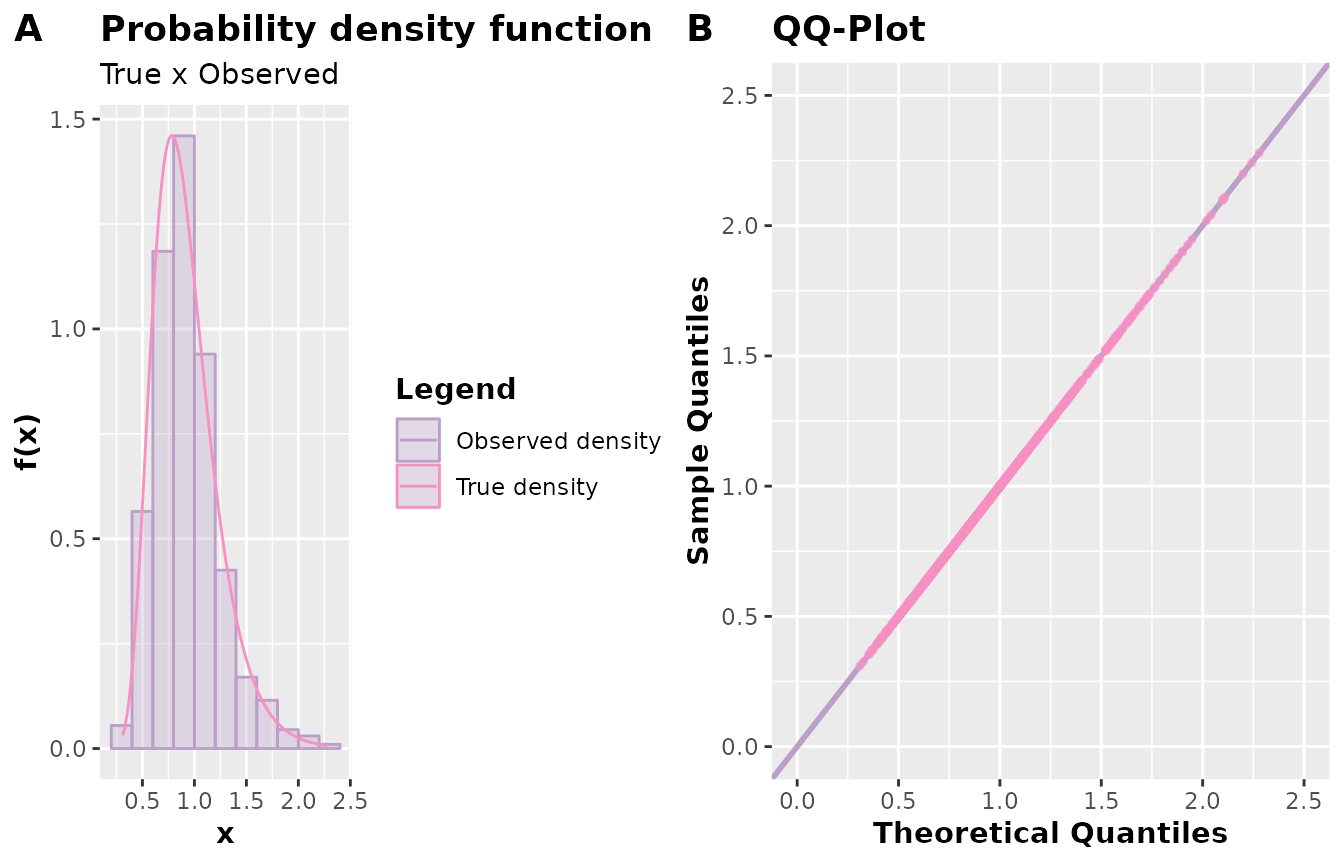 A
Probability density function
True x Observed
1.5
1.0
0.5
0.0
f(x)
0.5 1.0 1.5 2.0 2.5
x
Legend
Observed density
True density
B
QQ-Plot
2.5
2.0
1.5
1.0
0.5
0.0
Sample Quantiles
0.0 0.5 1.0 1.5 2.0 2.5
Theoretical Quantiles